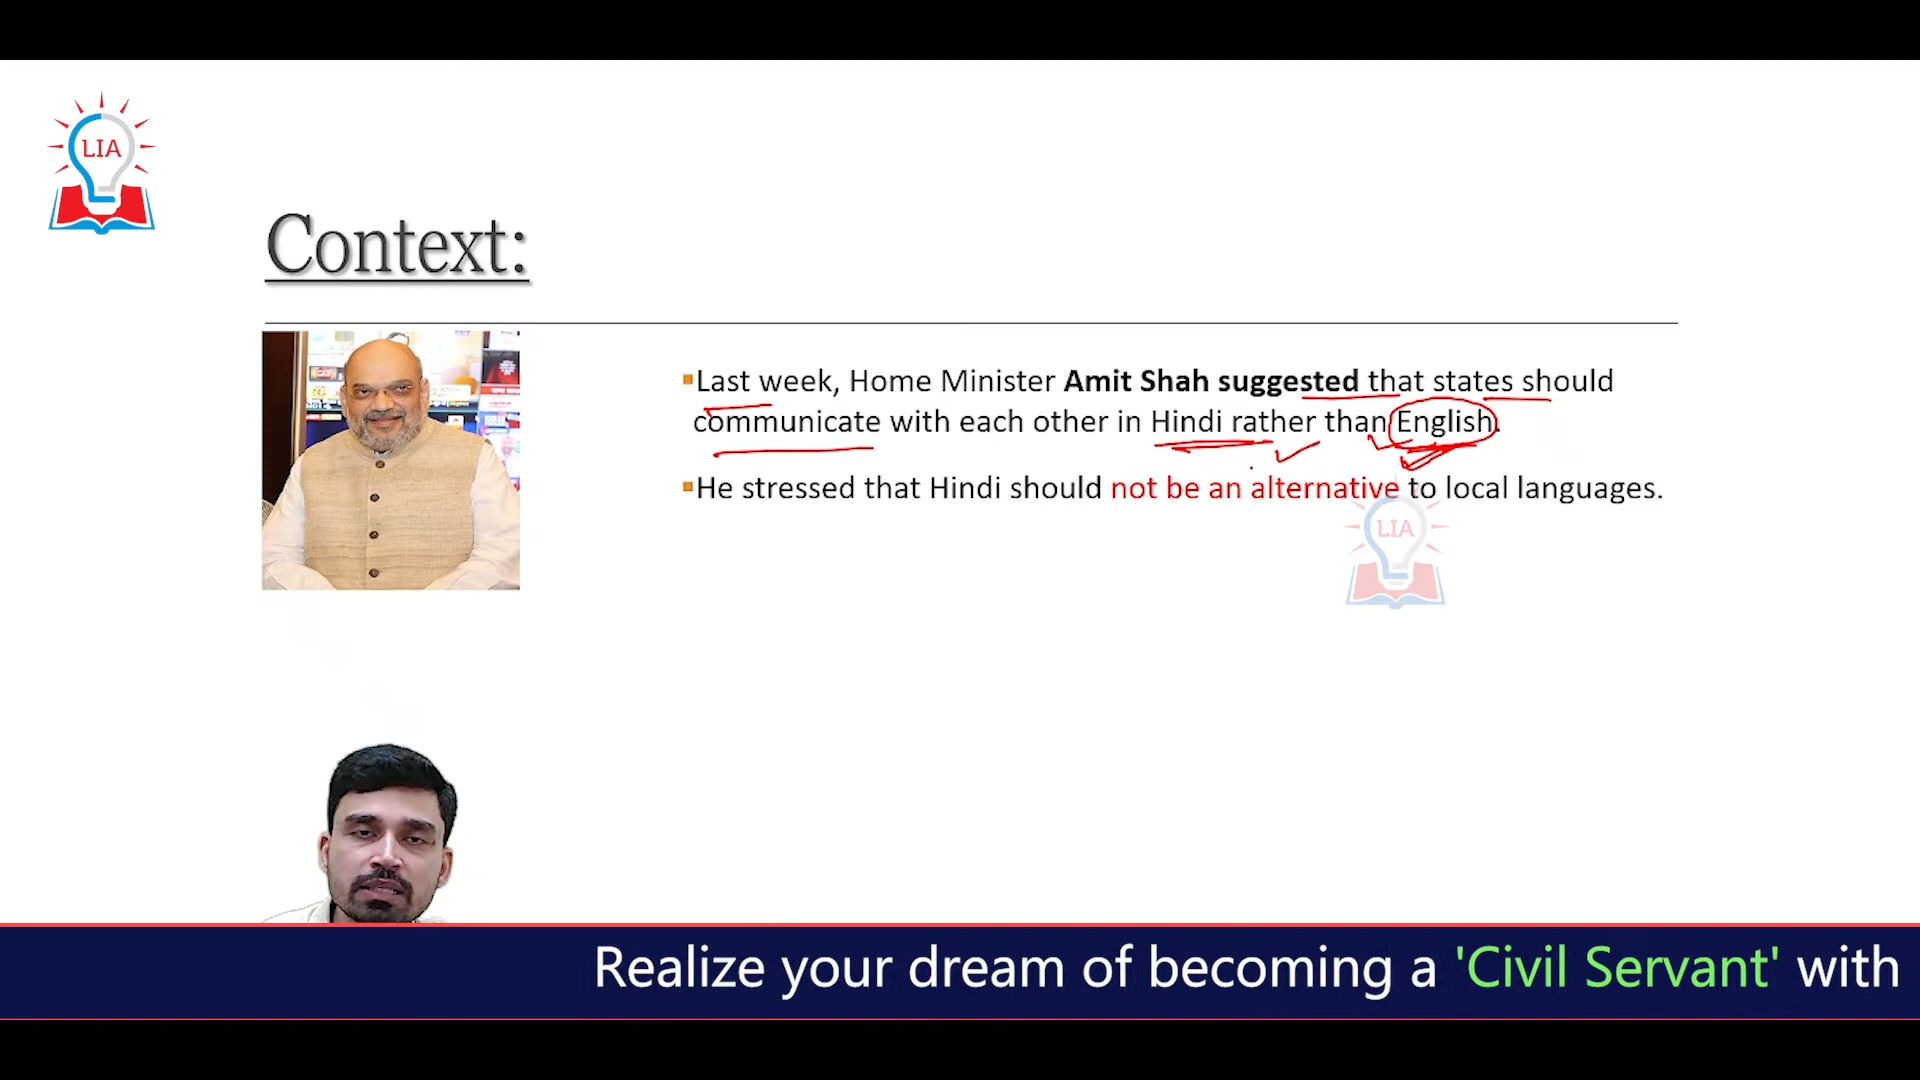 LIA
Context:
Last week, Home Minister Amit Shah suggested that states should
communicate with each other in Hindi rather than English.
He stressed that Hindi should not be an alternative to local languages.
LIA
Realize your dream of becoming a 'Civil Servant' with